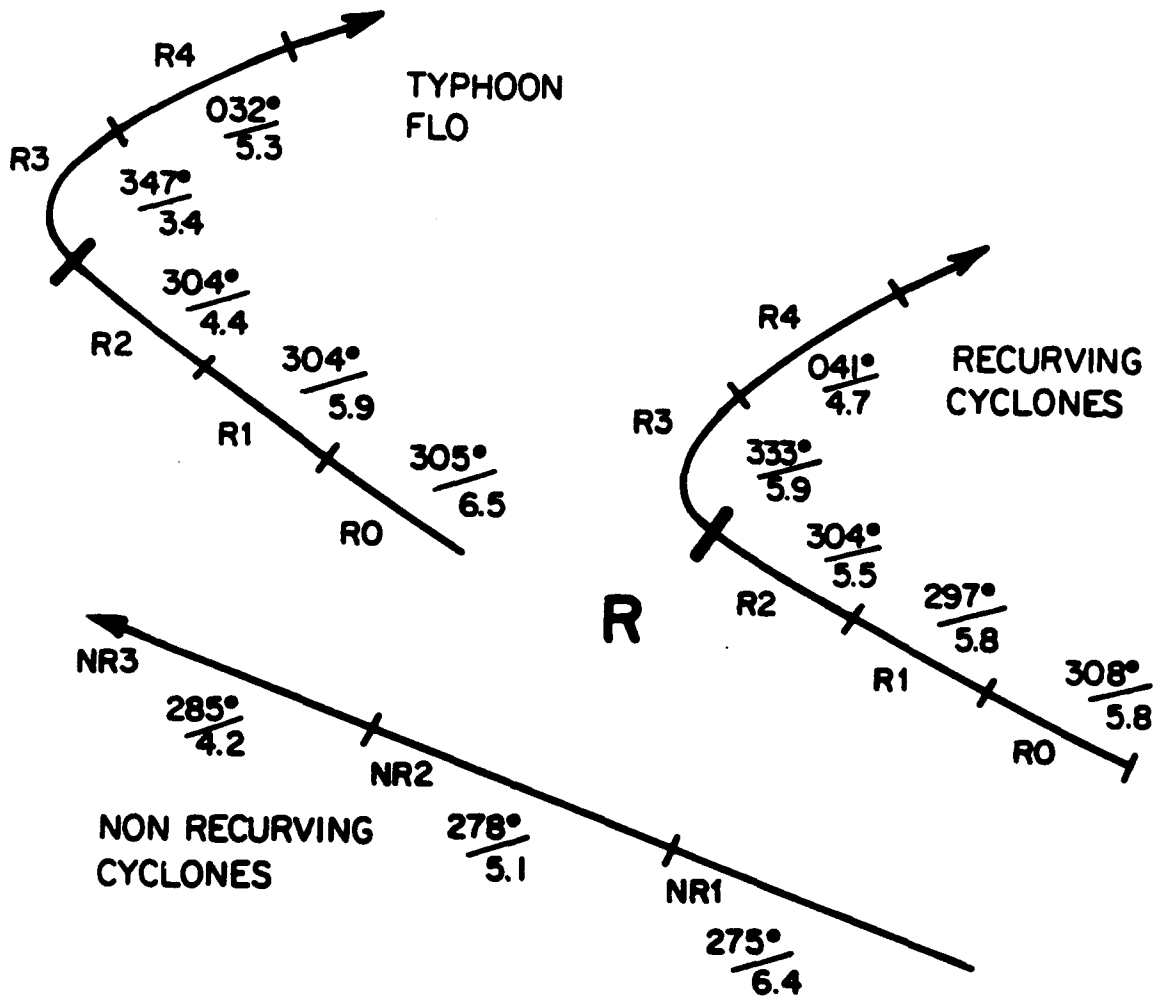 R4
TYPHOON
FLO
032°
5.3
R3
347°
3.4
304°
4.4
R2
304°
5.9
R1
305°
6.5
R0
R4
RECURVING
CYCLONES
041°
4.7
R3
333°
5.9
304°
5.5
R2
297°
5.8
R1
308°
5.8
R0
R
NR3
285°
4.2
NR2
NON RECURVING
CYCLONES
278°
5.1
NR1
275°
6.4